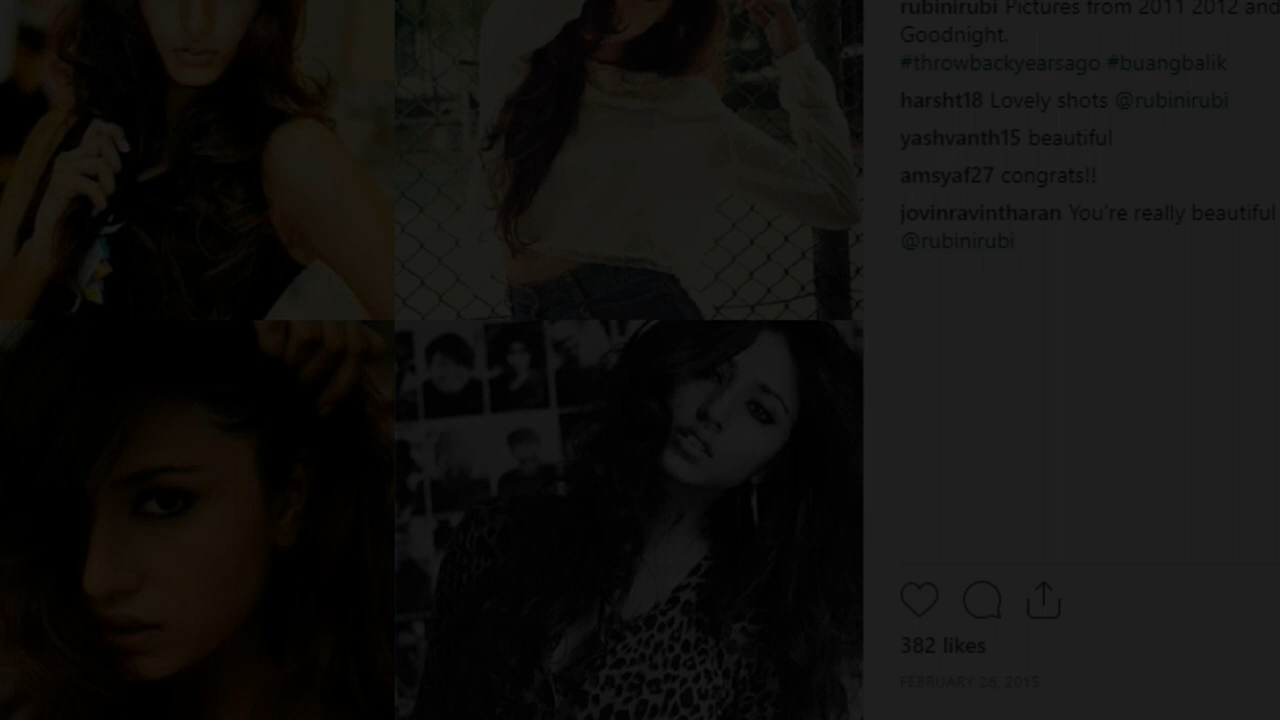 rubinirubi Pictures from 2011 2012 and
Goodnight.
#throwbackyearsago #buangbalik
harsht18 Lovely shots @rubinirubi
yashvanth15 beautiful
amsyaf27 congrats!!
jovinravintharan You're really beautiful
@rubinirubi
382 likes
FEBRUARY 26, 2015